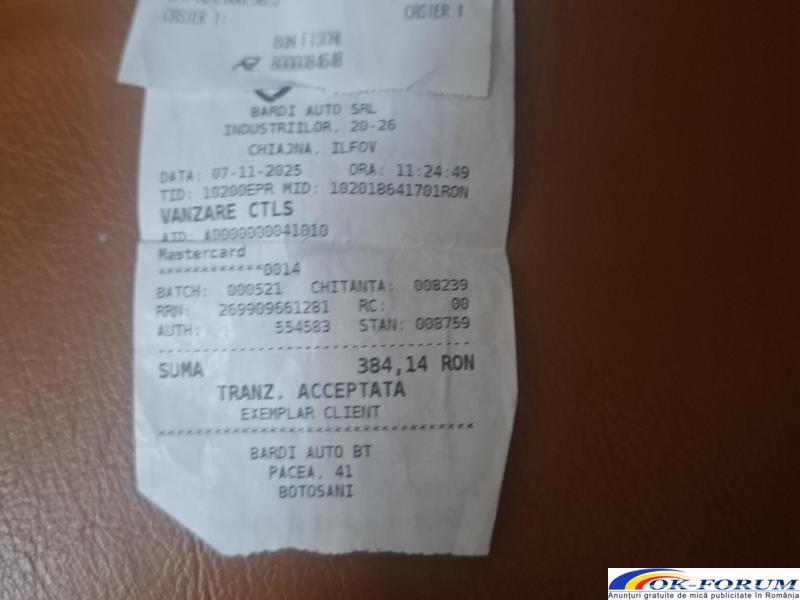 CASIER 1: CASIER 1
BON FISCAL
BARDI AUTO SRL
INDUSTRIILOR, 20-26
CHIAJNA, ILFOV
DATA: 07-11-2025 ORA: 11:24:49
TID: 10200EPR MID: 102018641701RON
VANZARE CTLS
AID: A0000000041010
Mastercard
************0014
BATCH: 000521 CHITANTA: 008239
RRN: 269909661281 RC: 00
AUTH: 554583 STAN: 008759
SUMA 384,14 RON
TRANZ. ACCEPTATA
EXEMPLAR CLIENT
BARDI AUTO BT
PACEA, 41
BOTOSANI
OK-FORUM
Anunțuri gratuite de mică publicitate în România